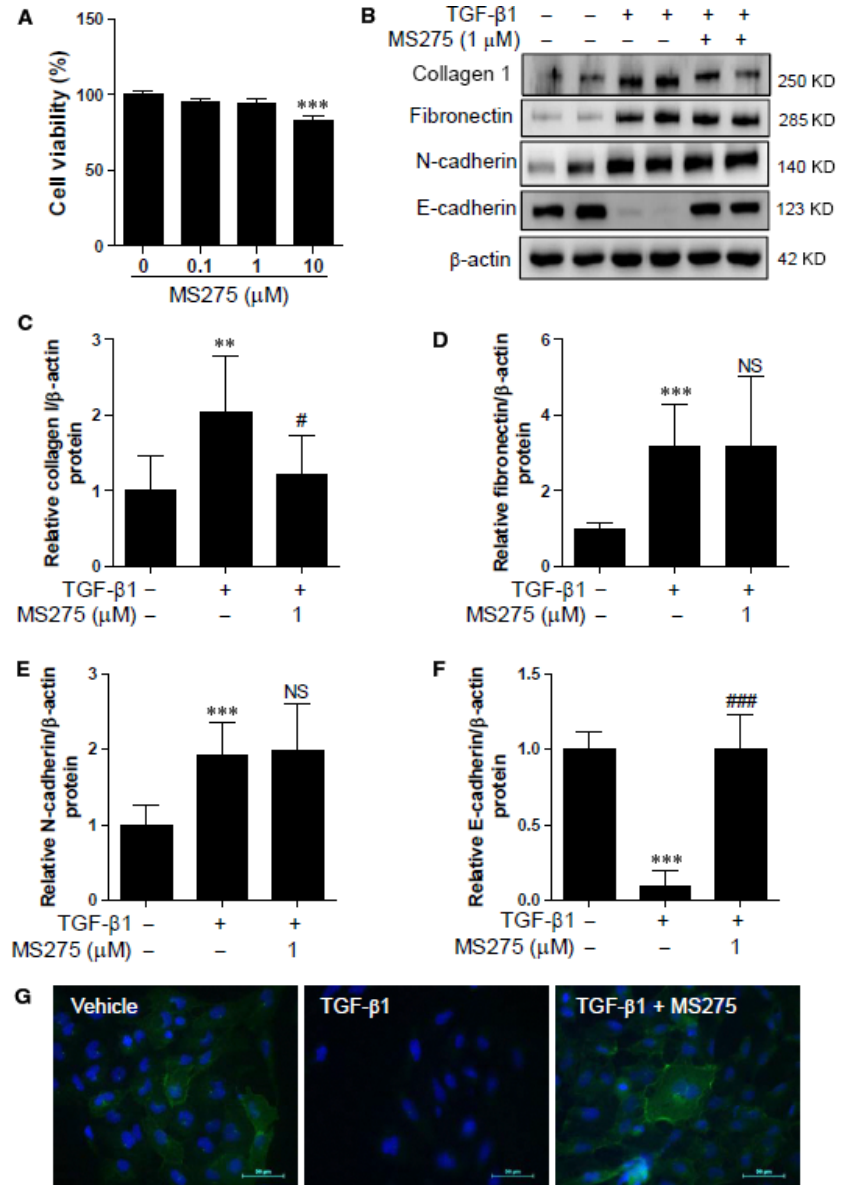 A
Cell viability (%)
150
100
50
0
***
0 0.1 1 10
MS275 (μM)
B
TGF-β1 – – + + + +
MS275 (1 μM) – – – – + +
Collagen 1 250 KD
Fibronectin 285 KD
N-cadherin 140 KD
E-cadherin 123 KD
β-actin 42 KD
C
Relative collagen I/β-actin
protein
3
2
1
0
**
#
TGF-β1 – + +
MS275 (μM) – – 1
D
Relative fibronectin/β-actin
protein
6
4
2
0
***
NS
TGF-β1 – + +
MS275 (μM) – – 1
E
Relative N-cadherin/β-actin
protein
3
2
1
0
***
NS
TGF-β1 – + +
MS275 (μM) – – 1
F
Relative E-cadherin/β-actin
protein
1.5
1.0
0.5
0.0
***
###
TGF-β1 – + +
MS275 (μM) – – 1
G
Vehicle
TGF-β1
TGF-β1 + MS275